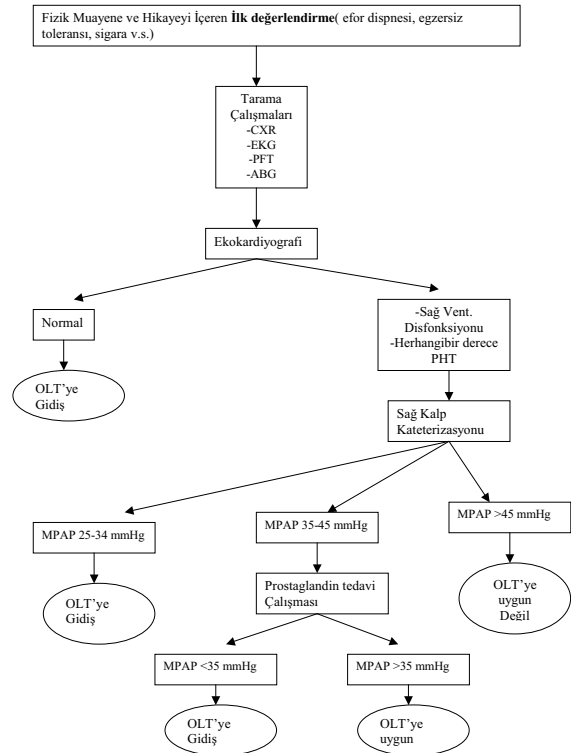 Fizik Muayene ve Hikayeyi İçeren İlk değerlendirme( efor dispnesi, egzersiz
toleransı, sigara v.s.)
Tarama
Çalışmaları
-CXR
-EKG
-PFT
-ABG
Ekokardiyografi
Normal
-Sağ Vent.
Disfonksiyonu
-Herhangibir derece
PHT
OLT'ye
Gidiş
Sağ Kalp
Kateterizasyonu
MPAP 25-34 mmHg
MPAP 35-45 mmHg
MPAP >45 mmHg
OLT'ye
Gidiş
Prostaglandin tedavi
Çalışması
OLT'ye
uygun
Değil
MPAP <35 mmHg
MPAP >35 mmHg
OLT'ye
Gidiş
OLT'ye
uygun